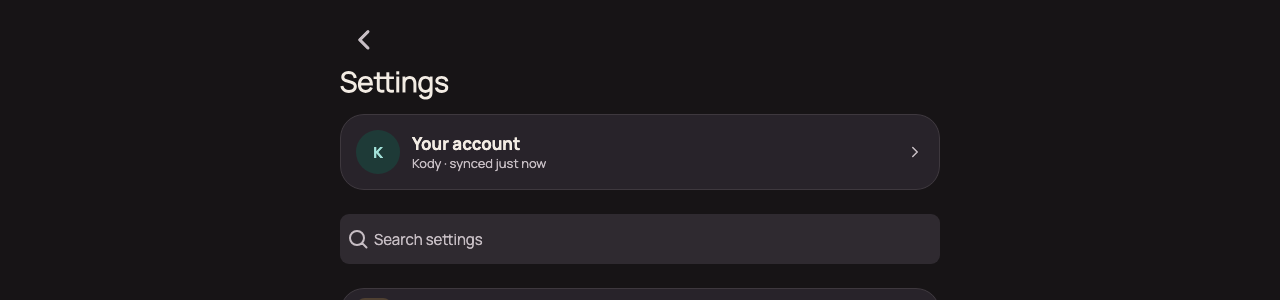 Settings
K
Your account
Kody · synced just now
Search settings